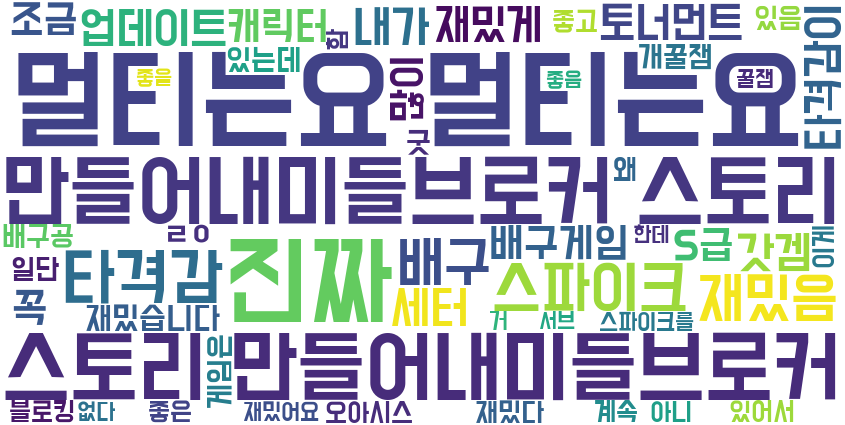 조금 업데이트 캐릭터 함 내가 재밌게 좋고 토너먼트 있음
있는데 개꿀잼 타격감이
멀티는요 멀티는요
좋을 많이 좋음 꿀잼
굿
만들어내미들브로커 스토리
왜
배구공 ㄹㅇ 진짜 배구 배구게임 한데 S급 갓겜 이게
일단 타격감 스파이크 재밌음
꼭 재밌습니다 세터 거 서브 스파이크를
스토리 게임은 만들어내미들브로커
블로킹 없다 좋은 재밌어요 오아시스 재밌다 계속 아니 있어서